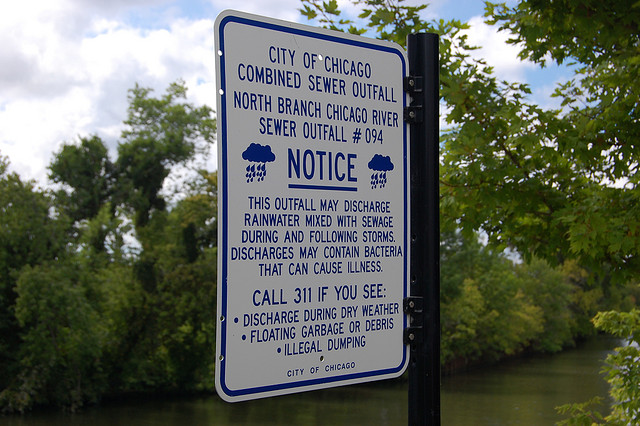 CITY OF CHICAGO
COMBINED SEWER OUTFALL
NORTH BRANCH CHICAGO RIVER
SEWER OUTFALL # 094
NOTICE
THIS OUTFALL MAY DISCHARGE
RAINWATER MIXED WITH SEWAGE
DURING AND FOLLOWING STORMS.
DISCHARGES MAY CONTAIN BACTERIA
THAT CAN CAUSE ILLNESS.
CALL 311 IF YOU SEE:
• DISCHARGE DURING DRY WEATHER
• FLOATING GARBAGE OR DEBRIS
• ILLEGAL DUMPING
CITY OF CHICAGO